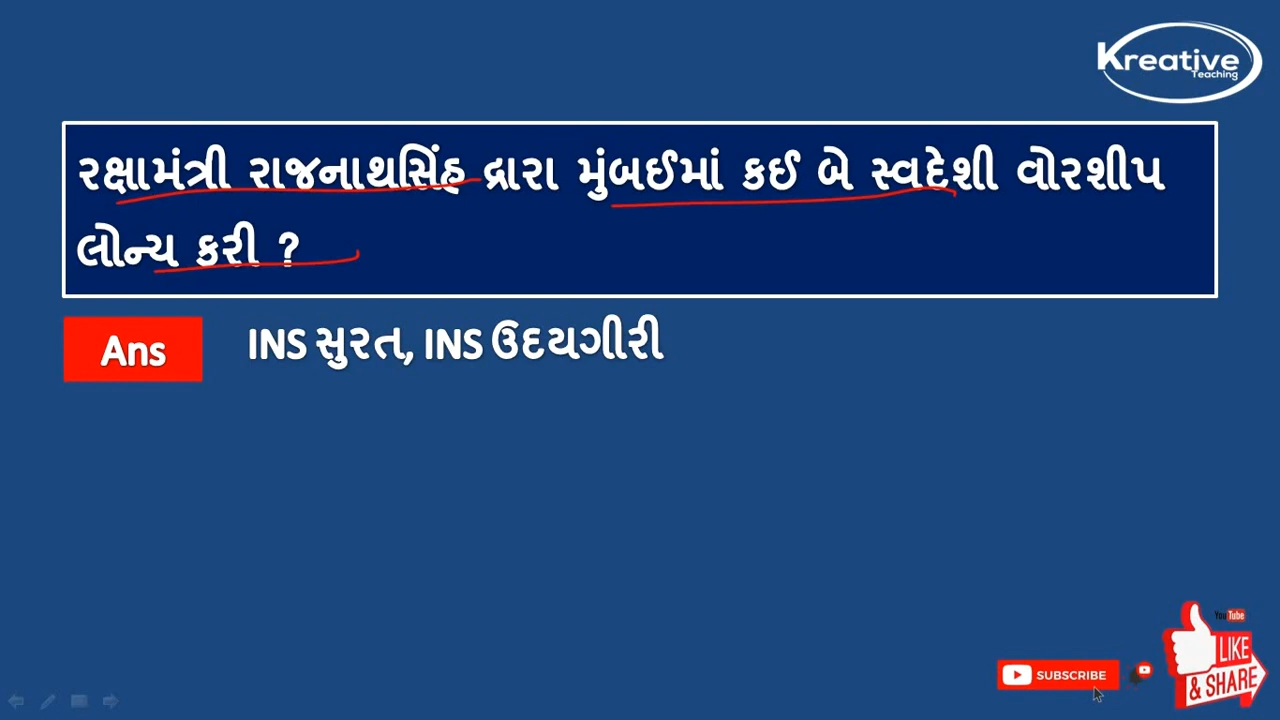 Kreative
Teaching
રક્ષામંત્રી રાજનાથસિંહ દ્રારા મુંબઈમાં કઈ બે સ્વદેશી વોરશીપ
લોન્ચ કરી ?
Ans INS સુરત, INS ઉદયગીરી
YouTube
LIKE
& SHARE
SUBSCRIBE